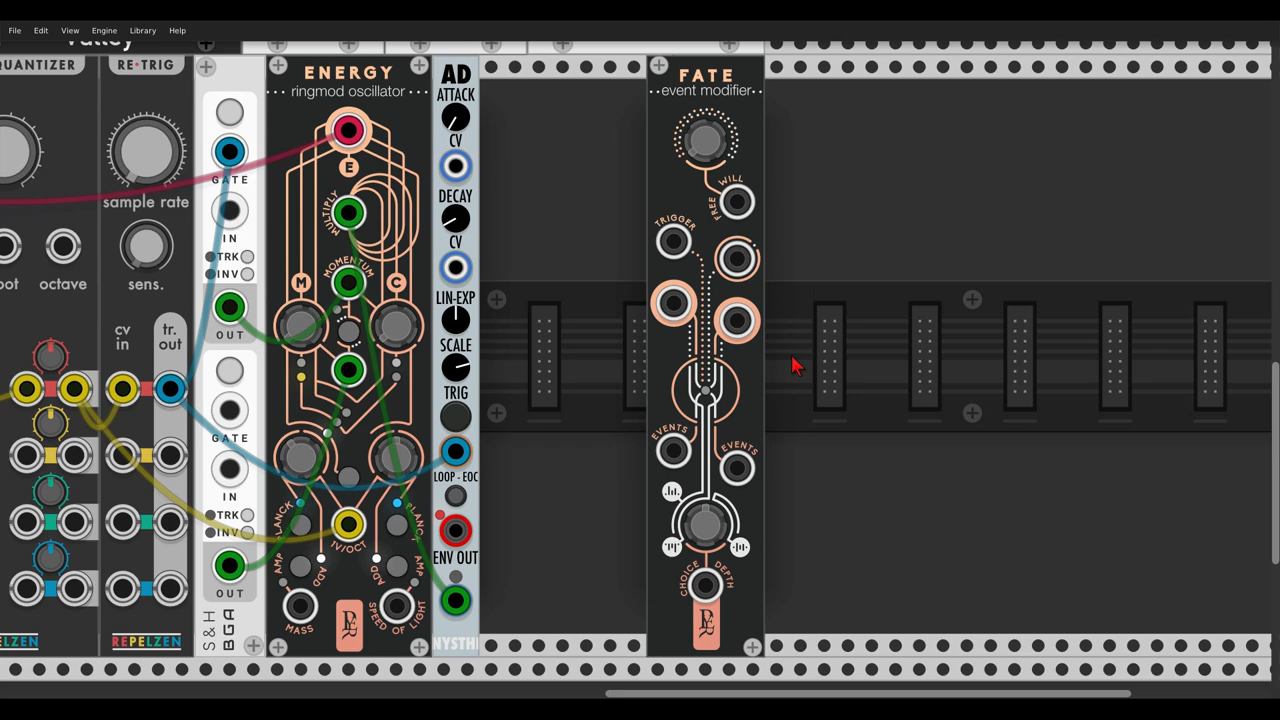 File Edit View Engine Library Help
QUANTIZER
sample rate
sens.
octave
RE•TRIG
cv
in
tr.
out
REPELZEN
GATE
IN
TRK
INV
OUT
GATE
IN
TRK
INV
OUT
S&H
BGA
ENERGY
ringmod oscillator
E
MULTIPLY
MOMENTUM
M
C
PLANCK
PLANCK
1V/OCT
AMP
ADD
ADD
AMP
MASS
SPEED OF LIGHT
AD
ATTACK
CV
DECAY
CV
LIN-EXP
SCALE
TRIG
LOOP - EOC
ENV OUT
NYSTHI
FATE
event modifier
FREE WILL
TRIGGER
EVENTS
EVENTS
CHOICE
DEPTH